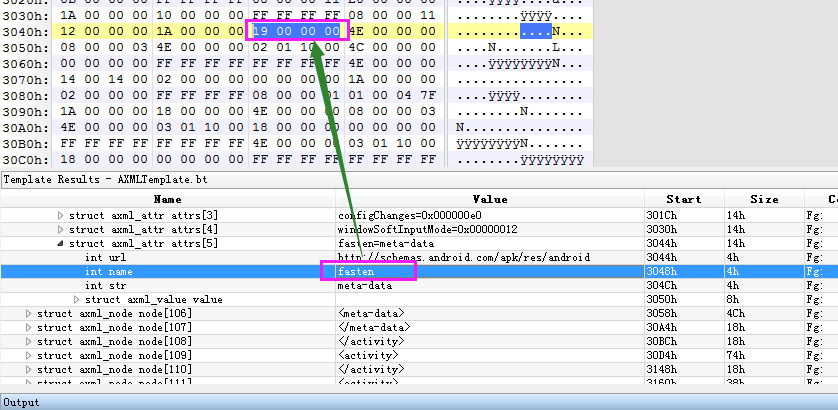 3030h: 1A 00 00 00 10 00 00 00 FF FF FF FF 08 00 00 11 ........ÿÿÿÿ....
3040h: 12 00 00 00 1A 00 00 00 19 00 00 00 4E 00 00 00 ............N...
3050h: 08 00 00 03 4E 00 00 00 02 01 10 00 4C 00 00 00 ....N.......L...
3060h: 00 00 00 00 FF FF FF FF FF FF FF FF 4E 00 00 00 ....ÿÿÿÿÿÿÿÿN...
3070h: 14 00 14 00 02 00 00 00 00 00 00 00 1A 00 00 00 ................
3080h: 02 00 00 00 FF FF FF FF 08 00 00 01 01 00 04 7F ....ÿÿÿÿ........
3090h: 1A 00 00 00 18 00 00 00 4E 00 00 00 08 00 00 03 ........N.......
30A0h: 4E 00 00 00 03 01 10 00 18 00 00 00 00 00 00 00 N...............
30B0h: FF FF FF FF FF FF FF FF 4E 00 00 00 03 01 10 00 ÿÿÿÿÿÿÿÿN.......
30C0h: 18 00 00 00 00 00 00 00 FF FF FF FF FF FF FF FF ........ÿÿÿÿÿÿÿÿ
Template Results - AXMLTemplate.bt
Name Value Start Size Co
struct axml_attr attrs[3] configChanges=0x000000e0 301Ch 14h Fg:
struct axml_attr attrs[4] windowSoftInputMode=0x00000012 3030h 14h Fg:
struct axml_attr attrs[5] fasten=meta-data 3044h 14h Fg:
int url http://schemas.android.com/apk/res/android 3044h 4h Fg:
int name fasten 3048h 4h Fg:
int str meta-data 304Ch 4h Fg:
struct axml_value value 3050h 8h Fg:
struct axml_node node[106] <meta-data> 3058h 4Ch Fg:
struct axml_node node[107] </meta-data> 30A4h 18h Fg:
struct axml_node node[108] </activity> 30BCh 18h Fg:
struct axml_node node[109] <activity> 30D4h 74h Fg:
struct axml_node node[110] </activity> 3148h 18h Fg:
struct axml_node node[111] <activity> 3160h 38h Fg:
Output